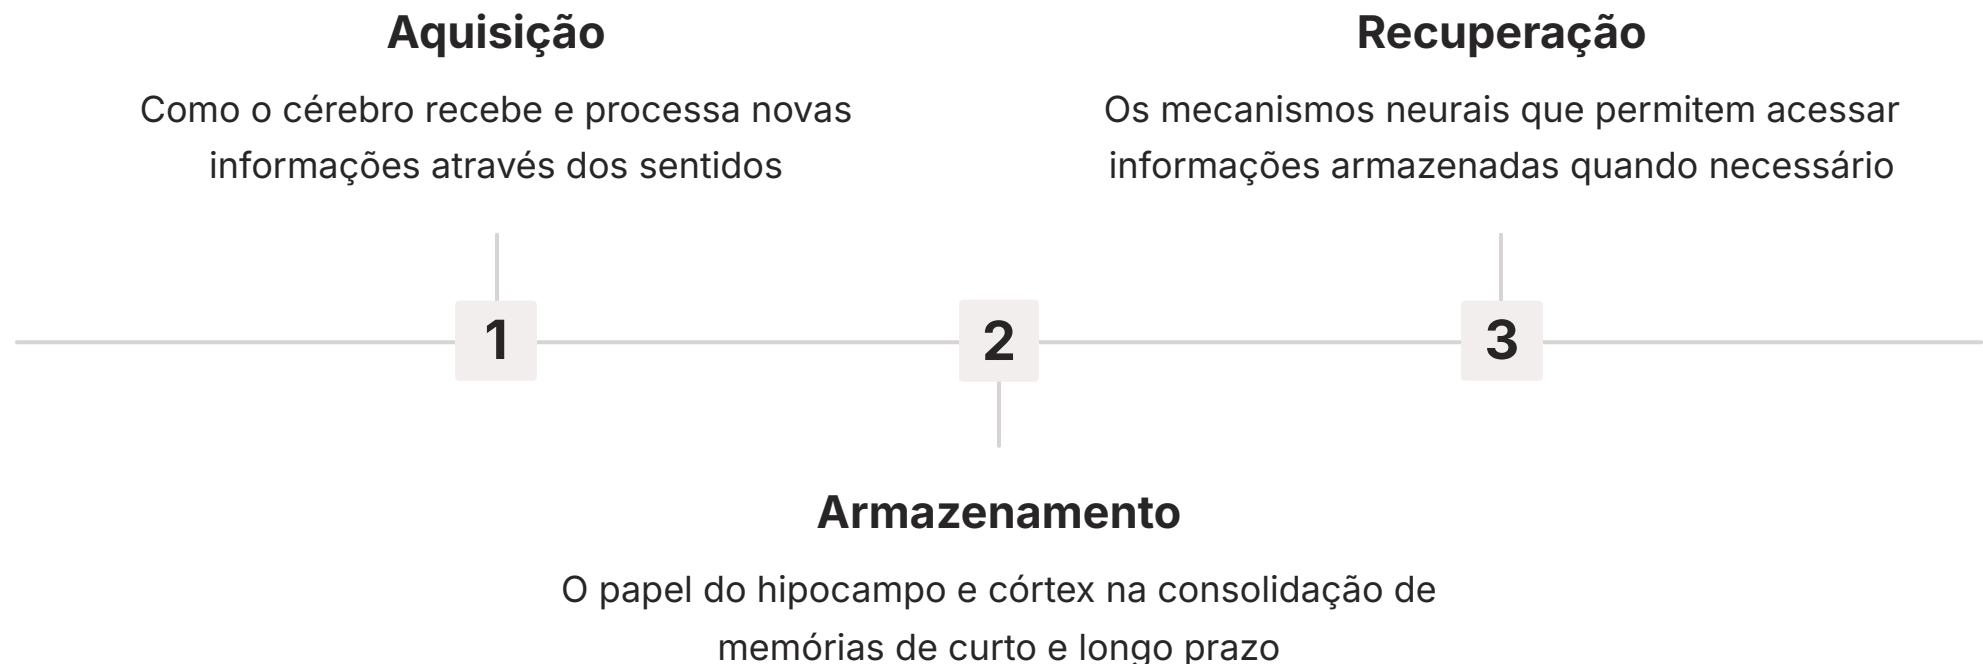 Aquisição
Como o cérebro recebe e processa novas
informações através dos sentidos
Recuperação
Os mecanismos neurais que permitem acessar
informações armazenadas quando necessário
1
2
3
Armazenamento
O papel do hipocampo e córtex na consolidação de
memórias de curto e longo prazo